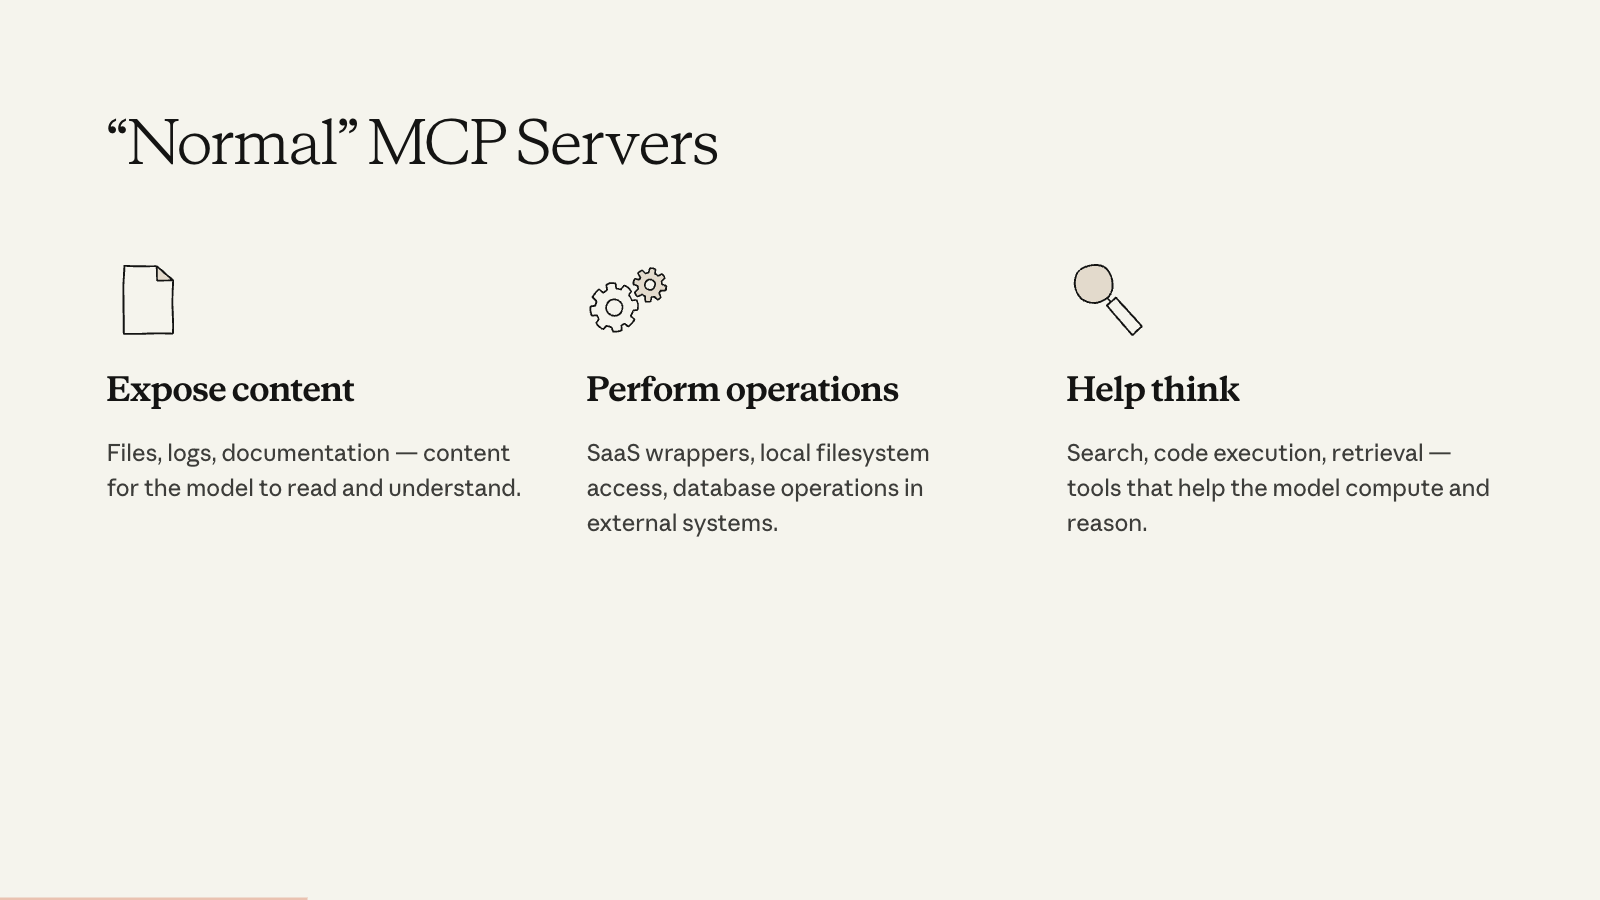 “Normal” MCP Servers
Expose content
Files, logs, documentation — content
for the model to read and understand.
Perform operations
SaaS wrappers, local filesystem
access, database operations in
external systems.
Help think
Search, code execution, retrieval —
tools that help the model compute and
reason.